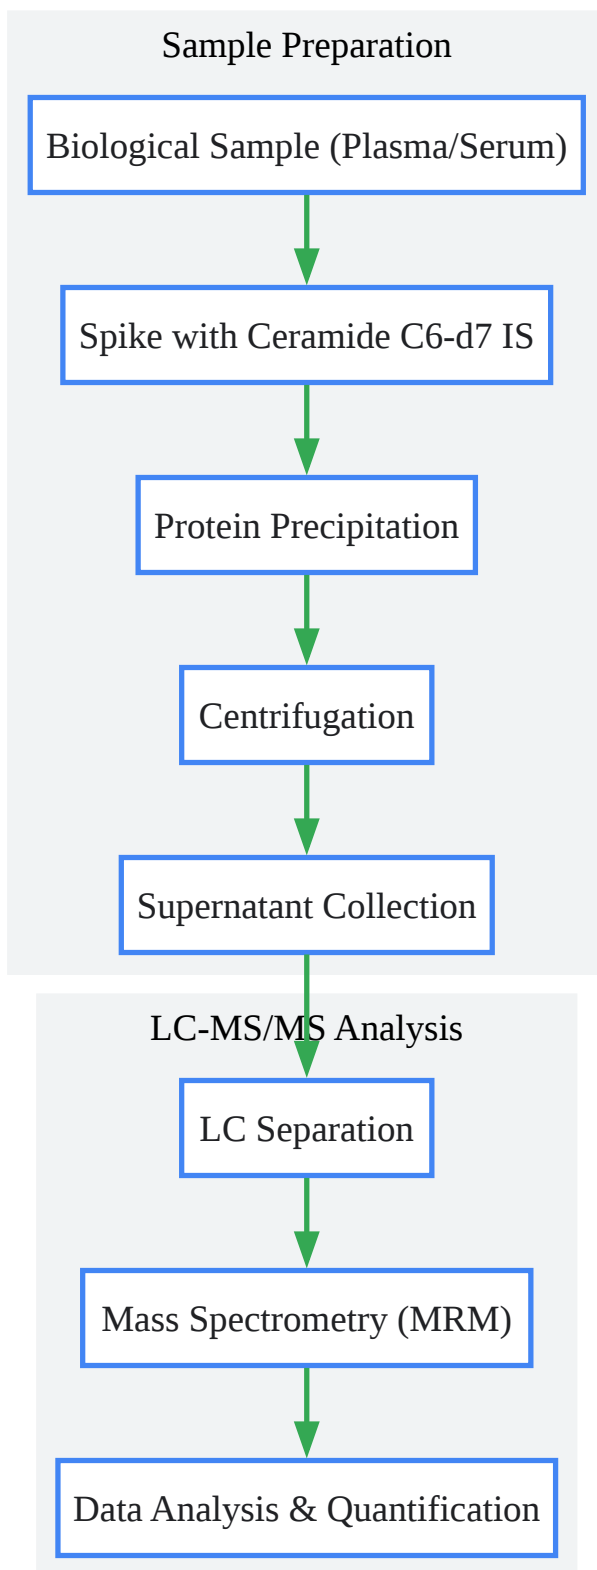 Sample Preparation
Biological Sample (Plasma/Serum)
Spike with Ceramide C6-d7 IS
Protein Precipitation
Centrifugation
Supernatant Collection
LC-MS/MS Analysis
LC Separation
Mass Spectrometry (MRM)
Data Analysis & Quantification